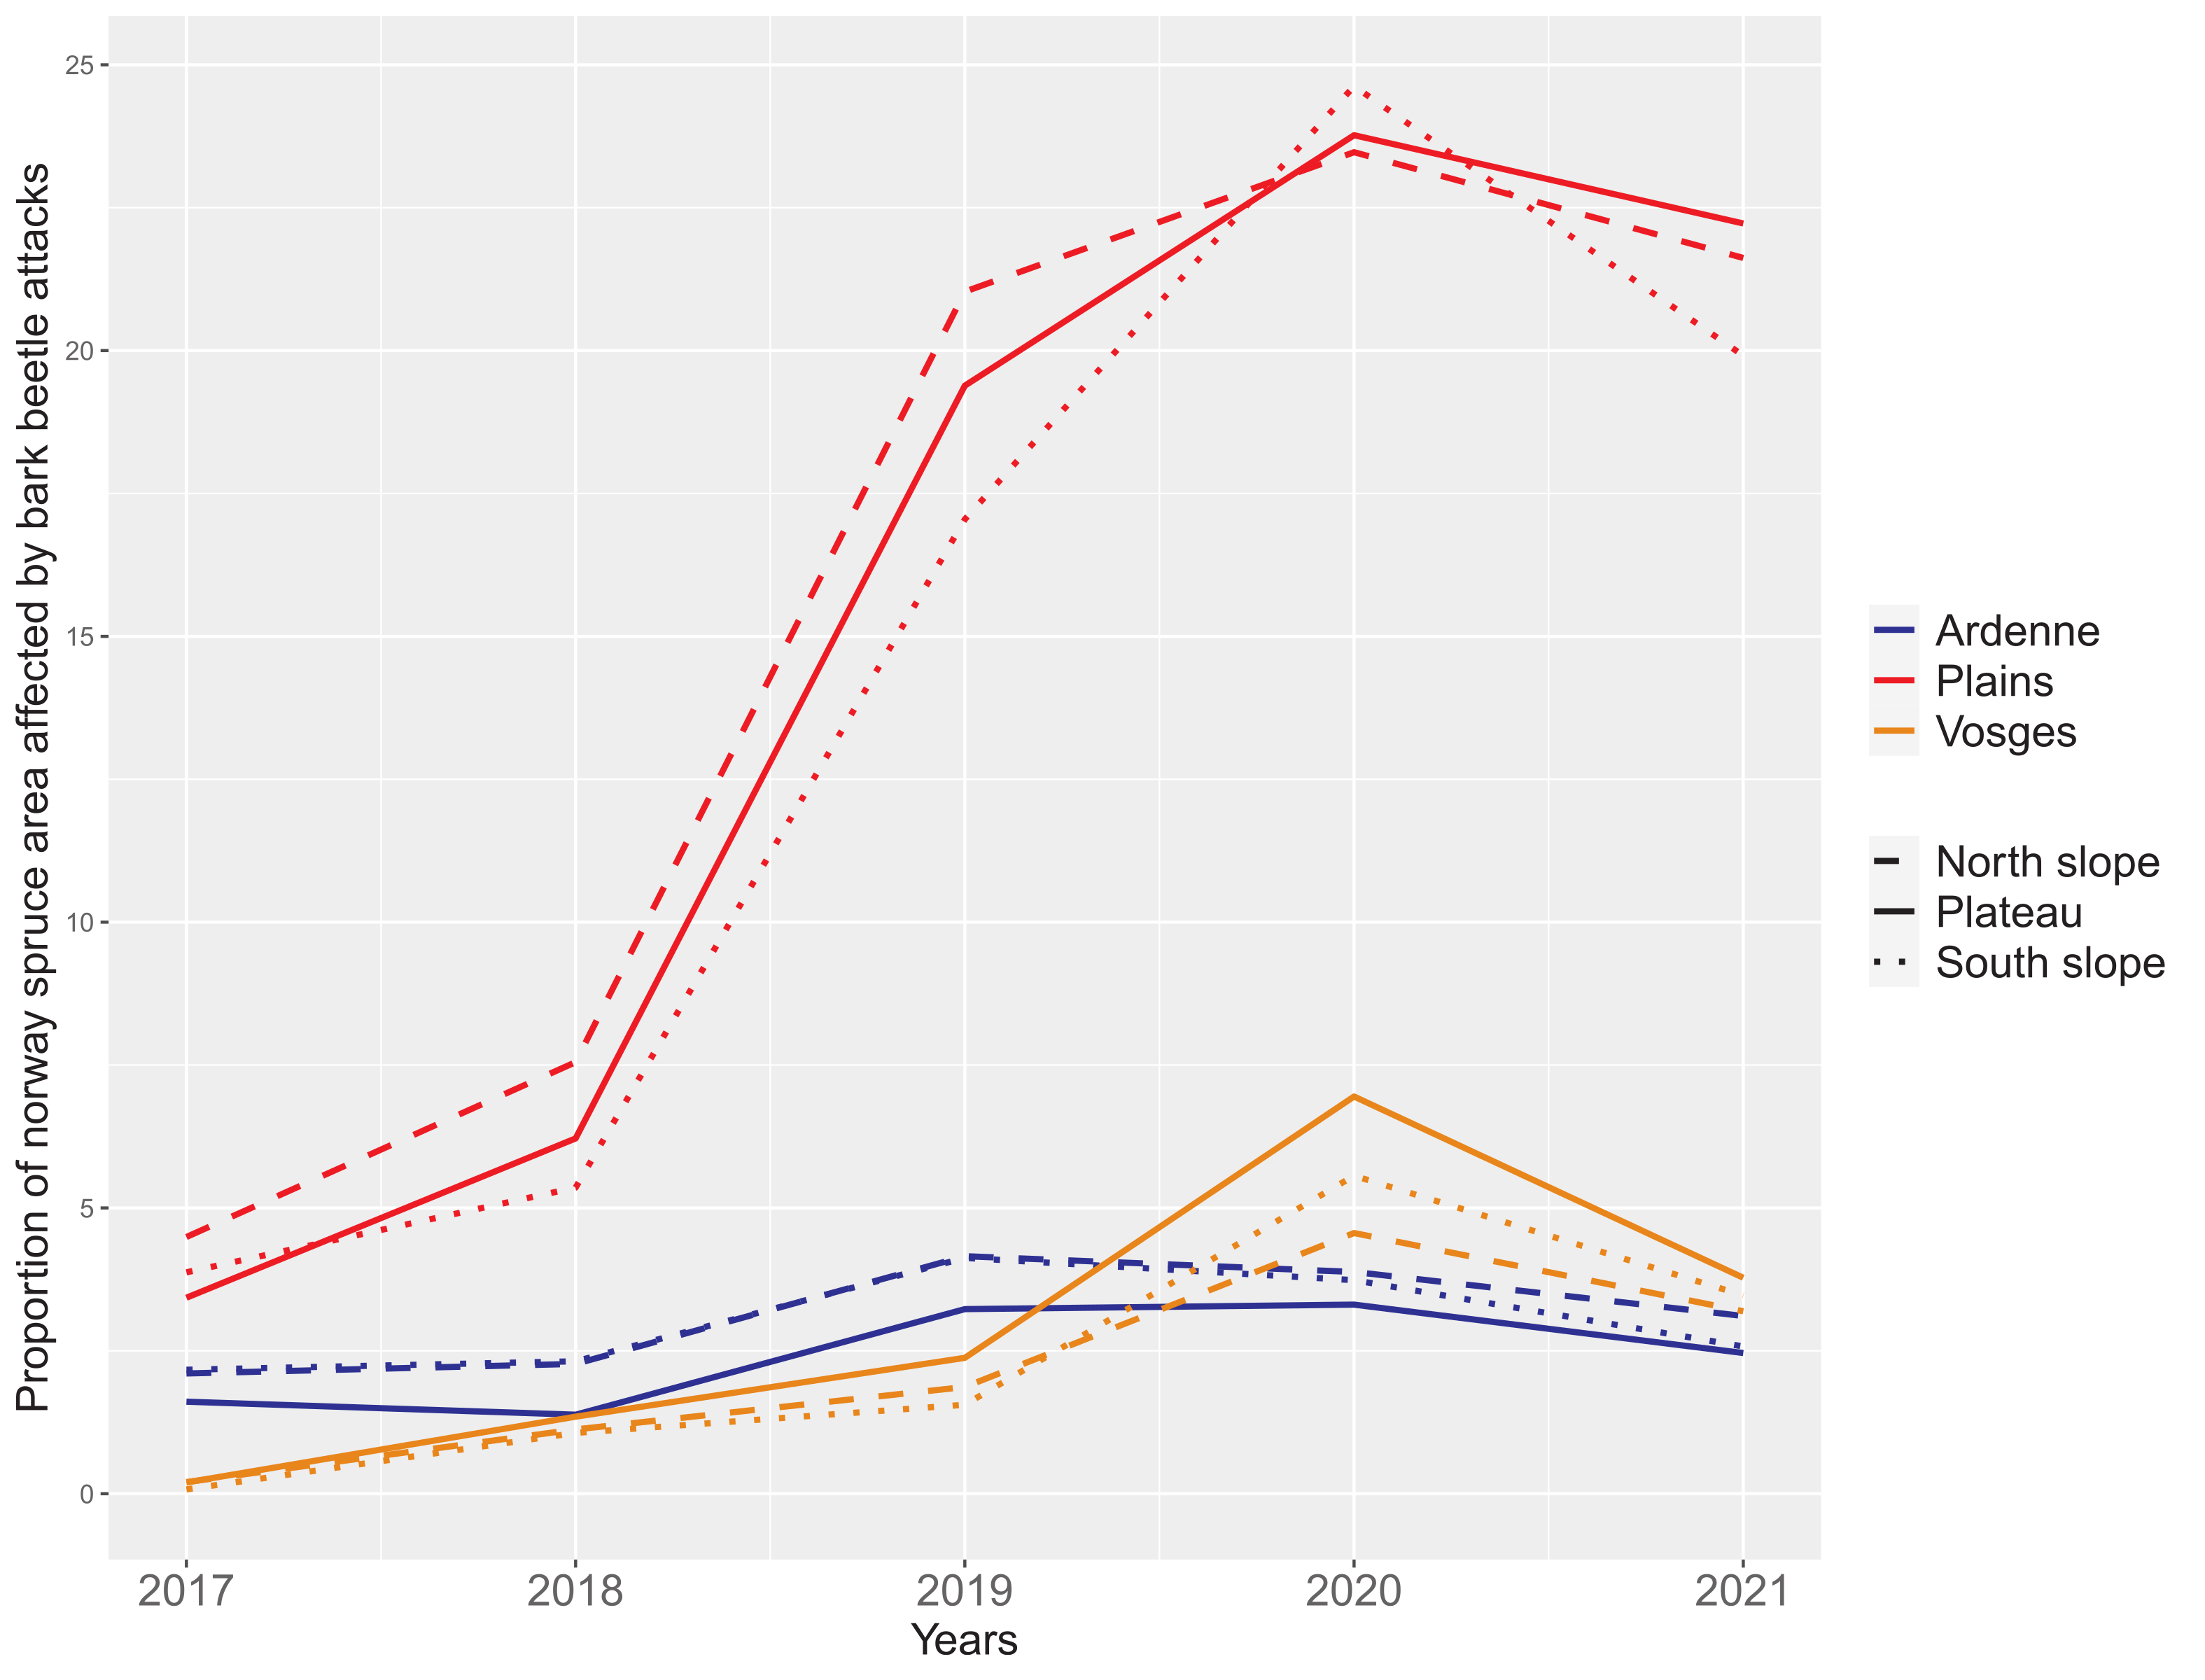 Proportion of norway spruce area affected by bark beetle attacks
25
20
15
10
5
0
2017 2018 2019 2020 2021
Years
Ardenne
Plains
Vosges
North slope
Plateau
South slope